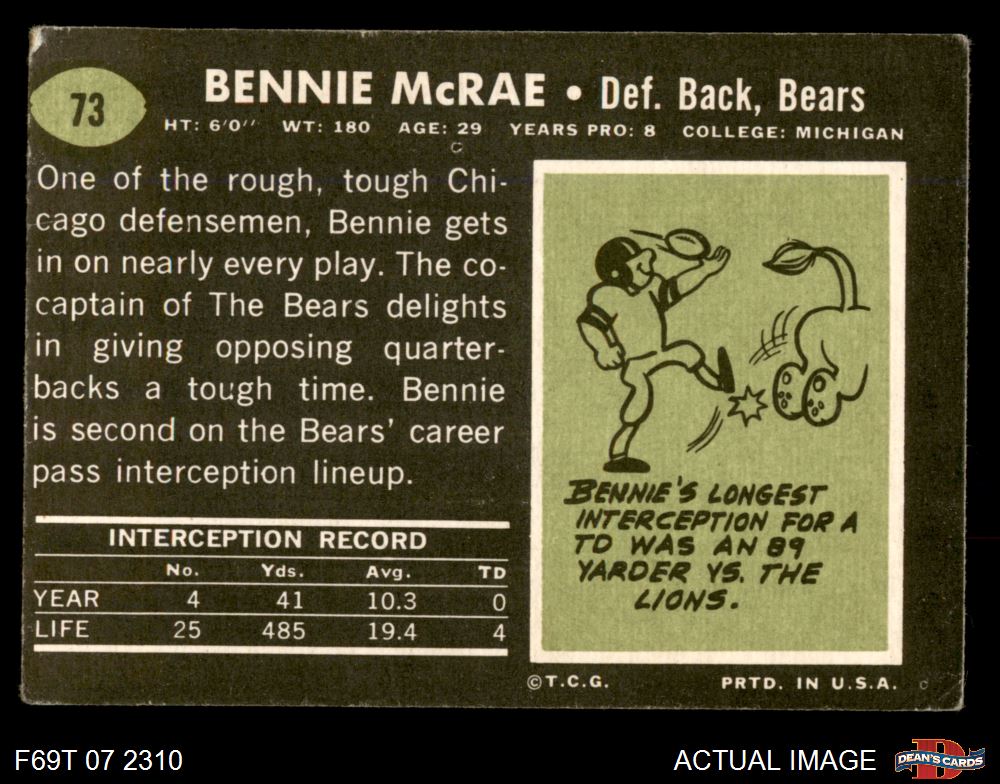 73
BENNIE McRAE • Def. Back, Bears
HT: 6'0'' WT: 180 AGE: 29 YEARS PRO: 8 COLLEGE: MICHIGAN
One of the rough, tough Chi-
cago defensemen, Bennie gets
in on nearly every play. The co-
captain of The Bears delights
in giving opposing quarter-
backs a tough time. Bennie
is second on the Bears' career
pass interception lineup.
INTERCEPTION RECORD
No. Yds. Avg. TD
YEAR 4 41 10.3 0
LIFE 25 485 19.4 4
BENNIE'S LONGEST
INTERCEPTION FOR A
TD WAS AN 89
YARDER VS. THE
LIONS.
©T.C.G. PRTD. IN U.S.A.
F69T 07 2310
ACTUAL IMAGE
D
DEAN'S CARDS